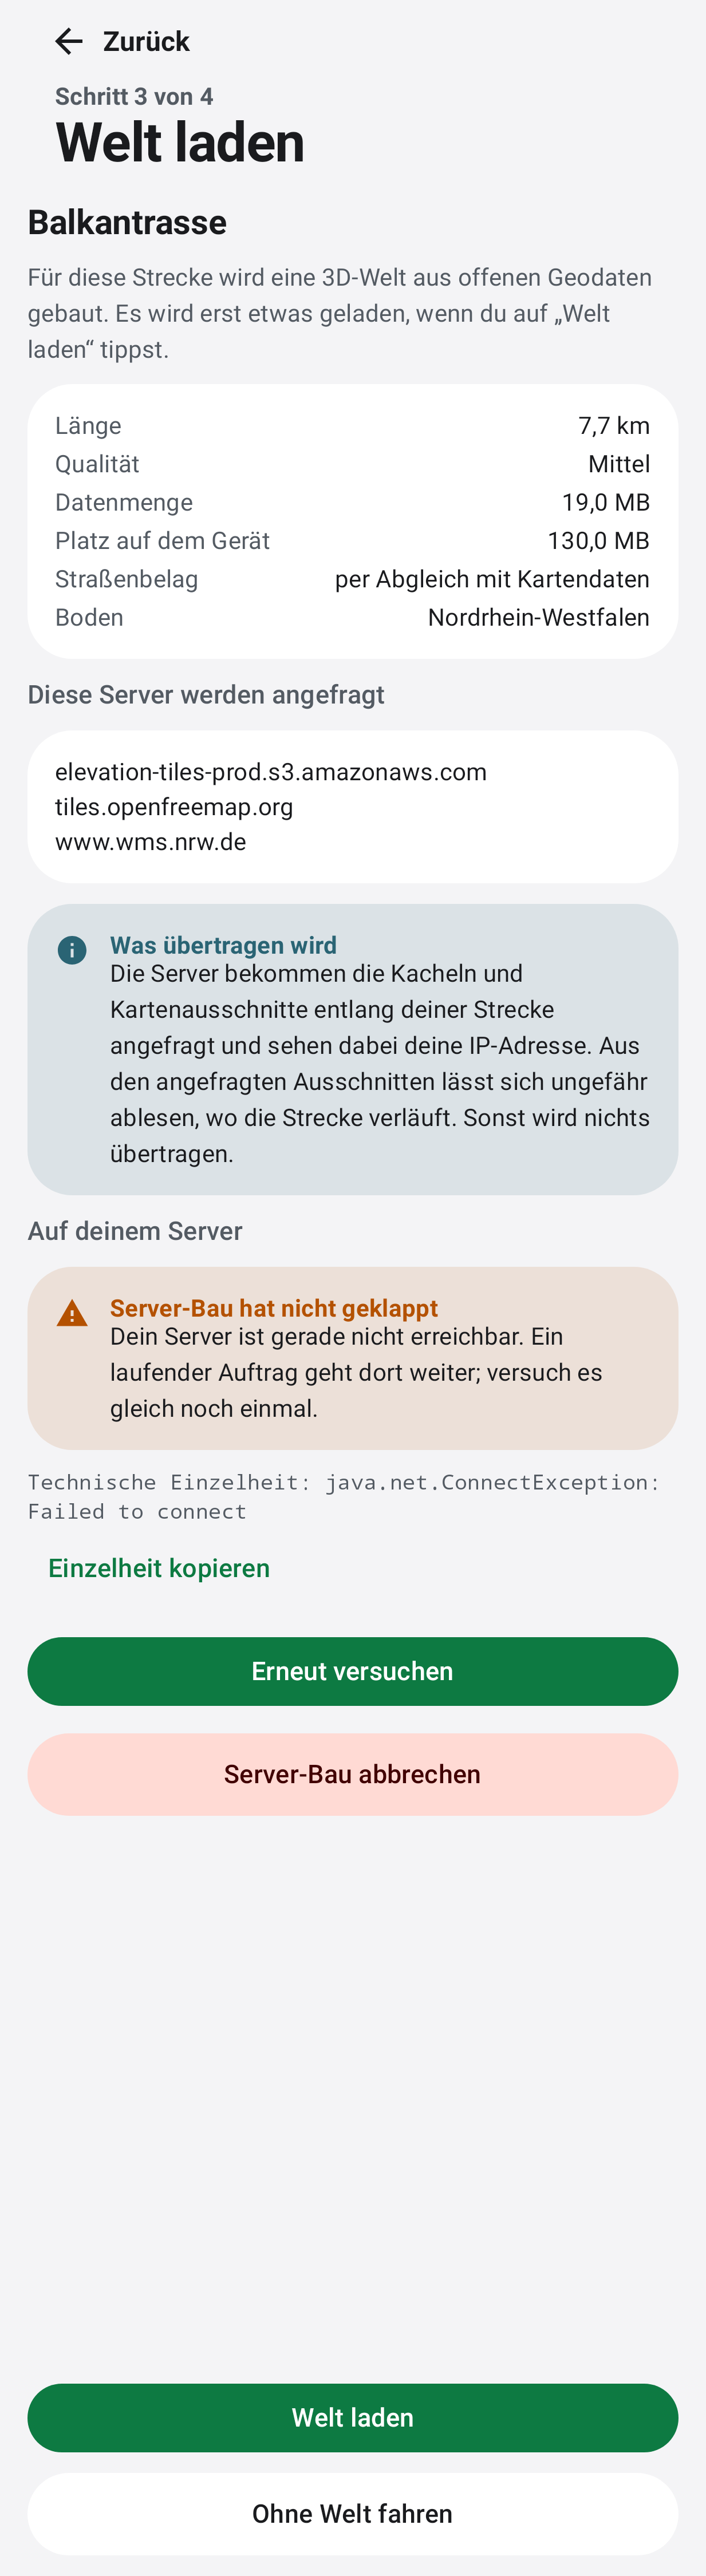 Zurück
Schritt 3 von 4
Welt laden
Balkantrasse
Für diese Strecke wird eine 3D-Welt aus offenen Geodaten
gebaut. Es wird erst etwas geladen, wenn du auf „Welt
laden“ tippst.
Länge 7,7 km
Qualität Mittel
Datenmenge 19,0 MB
Platz auf dem Gerät 130,0 MB
Straßenbelag per Abgleich mit Kartendaten
Boden Nordrhein-Westfalen
Diese Server werden angefragt
elevation-tiles-prod.s3.amazonaws.com
tiles.openfreemap.org
www.wms.nrw.de
Was übertragen wird
Die Server bekommen die Kacheln und
Kartenausschnitte entlang deiner Strecke
angefragt und sehen dabei deine IP-Adresse. Aus
den angefragten Ausschnitten lässt sich ungefähr
ablesen, wo die Strecke verläuft. Sonst wird nichts
übertragen.
Auf deinem Server
Server-Bau hat nicht geklappt
Dein Server ist gerade nicht erreichbar. Ein
laufender Auftrag geht dort weiter; versuch es
gleich noch einmal.
Technische Einzelheit: java.net.ConnectException:
Failed to connect
Einzelheit kopieren
Erneut versuchen
Server-Bau abbrechen
Welt laden
Ohne Welt fahren